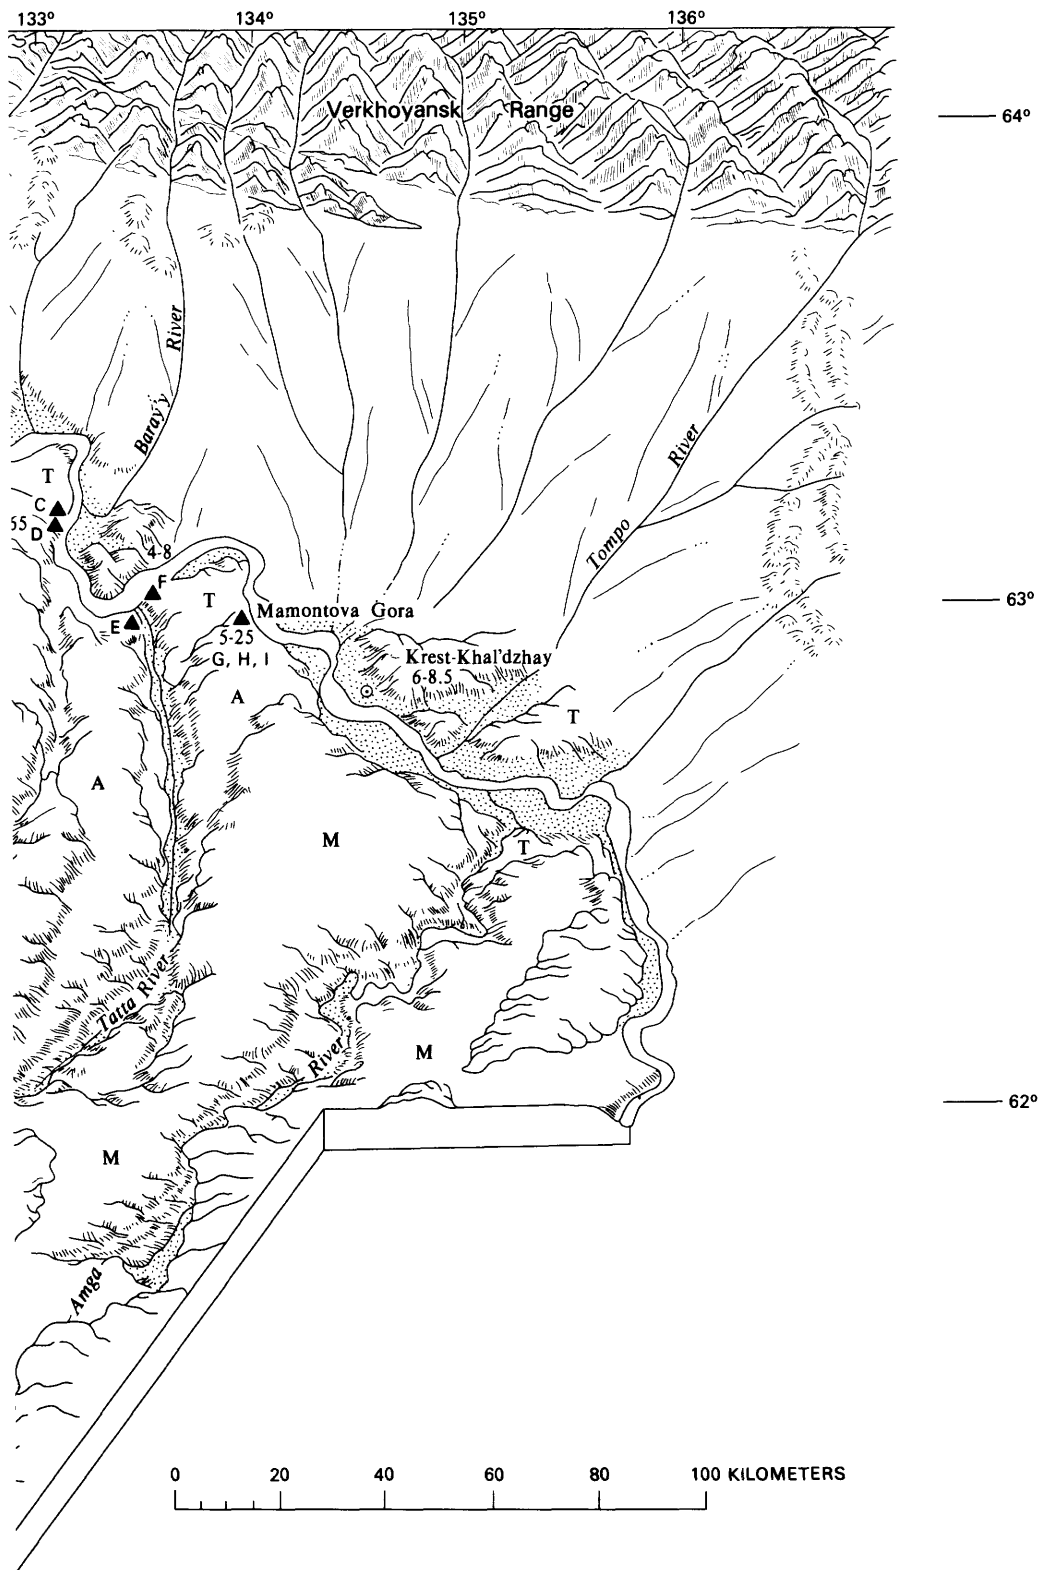 133° 134° 135° 136°
Verkhoyansk Range
64°
River
Baray'y
River
Tompo
T
C
55
D
4-8
F
T
E
Mamontova Gora
5-25
G, H, I
63°
Krest-Khal'dzhay
6-8.5
A
T
A
M
T
Tatta River
River
M
62°
M
Amga
0 20 40 60 80 100 KILOMETERS